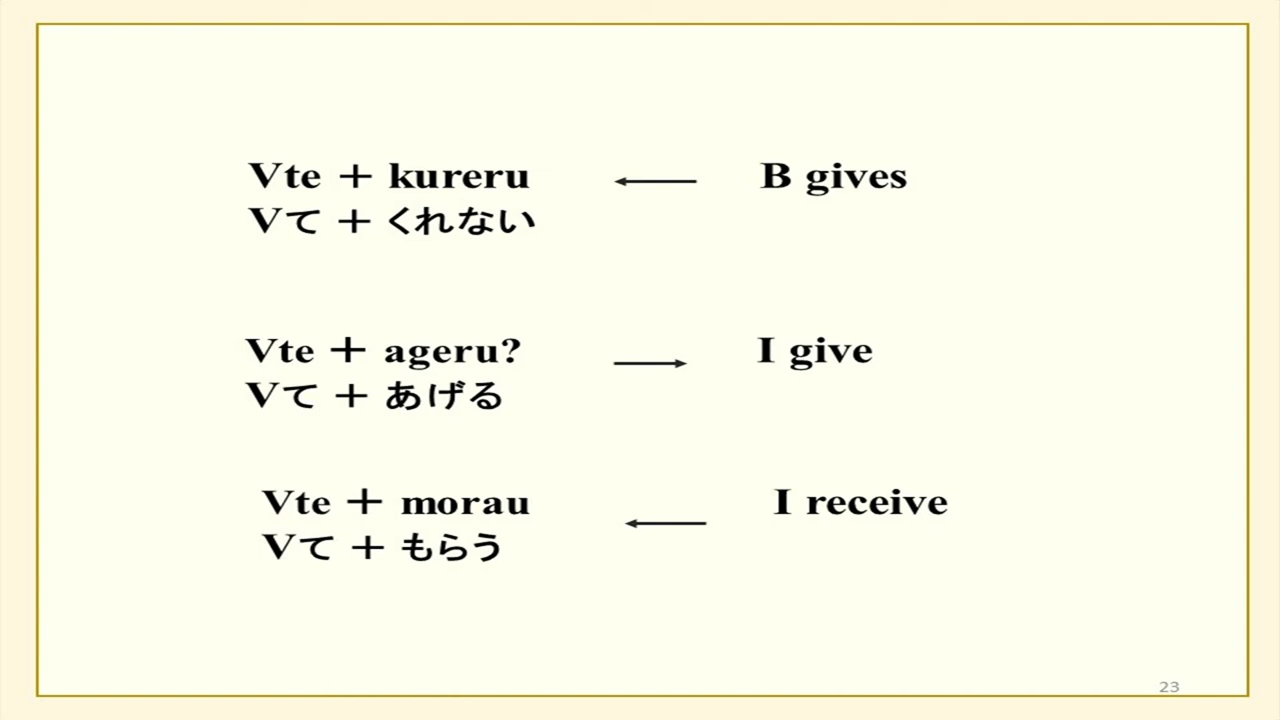 Vte ＋ kureru ← B gives
Vて ＋ くれない
Vte ＋ ageru? → I give
Vて ＋ あげる
Vte ＋ morau ← I receive
Vて ＋ もらう
23